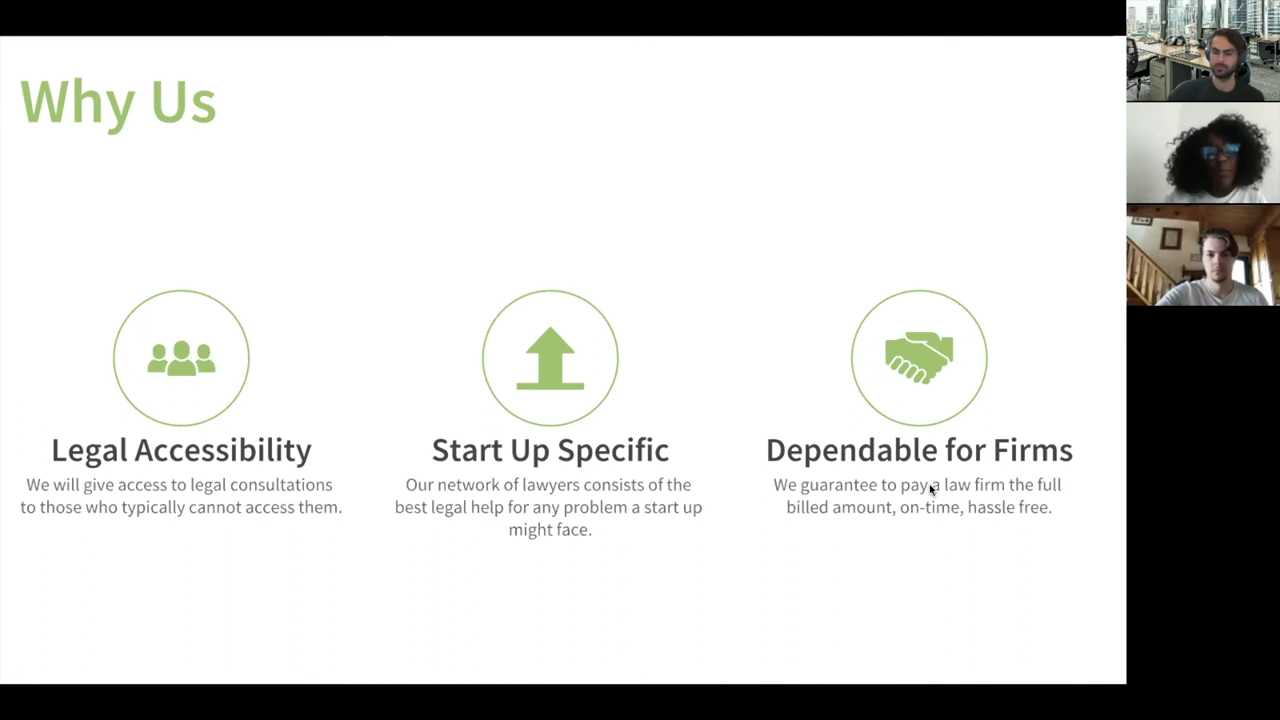 Why Us
Legal Accessibility
We will give access to legal consultations
to those who typically cannot access them.
Start Up Specific
Our network of lawyers consists of the
best legal help for any problem a start up
might face.
Dependable for Firms
We guarantee to pay a law firm the full
billed amount, on-time, hassle free.